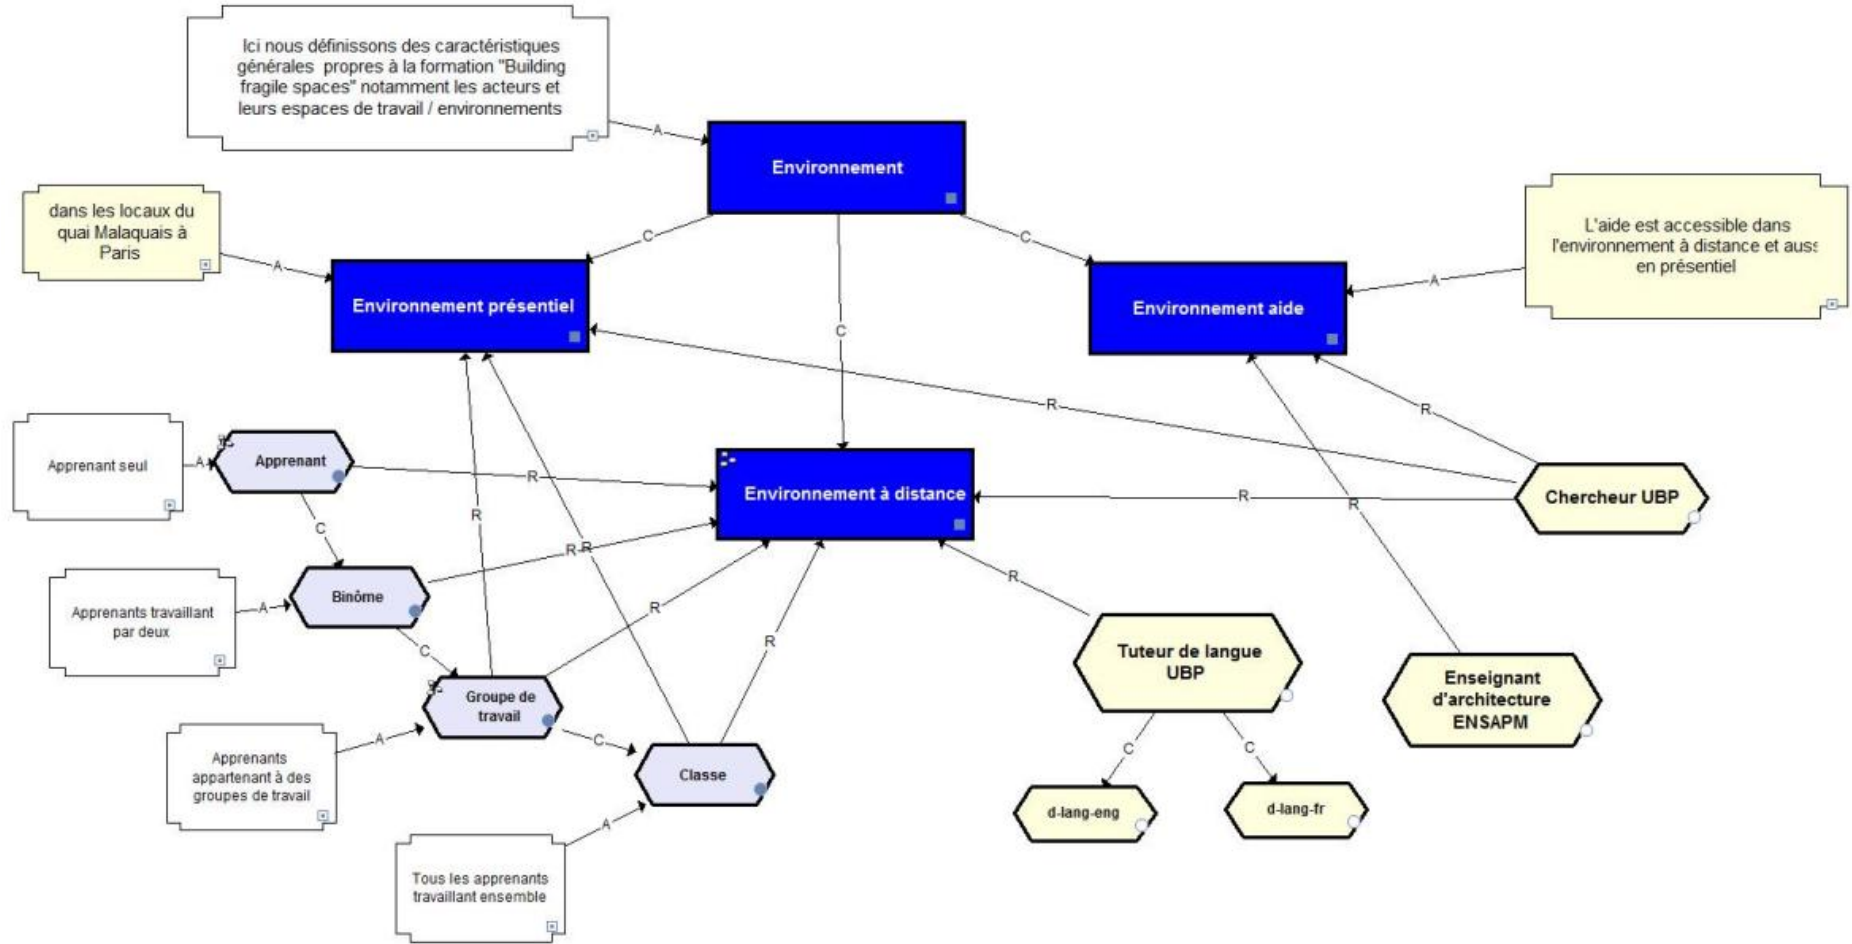 Ici nous définissons des caractéristiques
générales propres à la formation "Building
fragile spaces" notamment les acteurs et
leurs espaces de travail / environnements
A
Environnement
dans les locaux du
quai Malaquais à
Paris
A
C
C
C
L'aide est accessible dans
l'environnement à distance et auss
en présentiel
A
Environnement présentiel
Environnement aide
R
R
Apprenant seul
A
Apprenant
R
R
C
Environnement à distance
R
R
Chercheur UBP
R
R
Apprenants travaillant
par deux
A
Binôme
C
R
R
R
Tuteur de langue
UBP
Enseignant
d'architecture
ENSAPM
Groupe de
travail
Apprenants
appartenant à des
groupes de travail
A
C
Classe
C
C
d-lang-eng
d-lang-fr
A
Tous les apprenants
travaillant ensemble